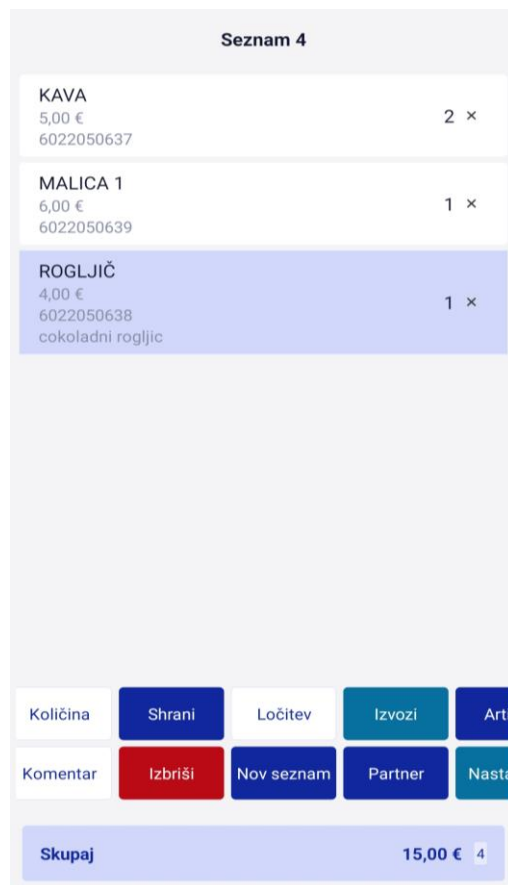 Seznam 4
KAVA
5,00 €
6022050637
2 ×
MALICA 1
6,00 €
6022050639
1 ×
ROGLJIČ
4,00 €
6022050638
cokoladni rogljic
1 ×
Količina Shrani Ločitev Izvozi
Komentar Izbriši Nov seznam Partner
Skupaj 15,00 € 4